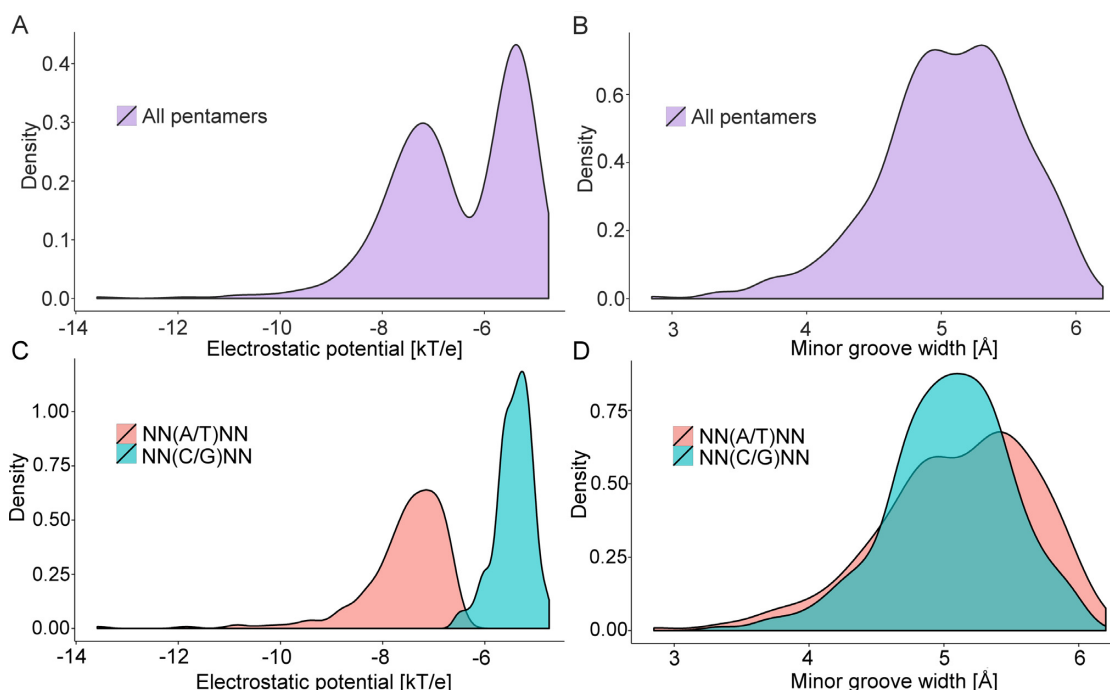 A
0.4
0.3
0.2
0.1
0.0
Density
All pentamers
-14
-12
-10
-8
-6
Electrostatic potential [kT/e]
B
0.6
0.4
0.2
0.0
Density
All pentamers
3
4
5
6
Minor groove width [Å]
C
1.00
0.75
0.50
0.25
0.00
Density
NN(A/T)NN
NN(C/G)NN
-14
-12
-10
-8
-6
Electrostatic potential [kT/e]
D
0.75
0.50
0.25
0.00
Density
NN(A/T)NN
NN(C/G)NN
3
4
5
6
Minor groove width [Å]